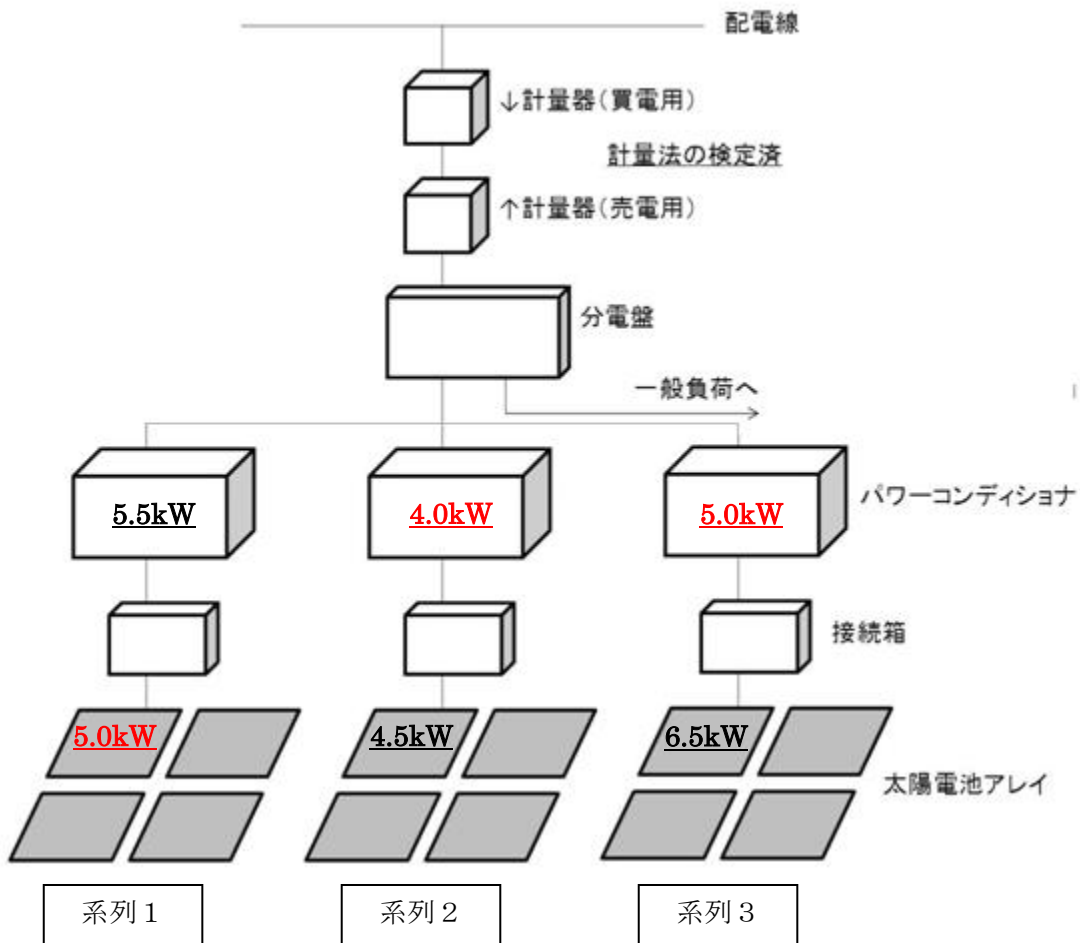 配電線
↓計量器(買電用)
計量法の検定済
↑計量器(売電用)
分電盤
一般負荷へ
5.5kW
4.0kW
5.0kW
パワーコンディショナ
接続箱
5.0kW
4.5kW
6.5kW
太陽電池アレイ
系列1
系列2
系列3